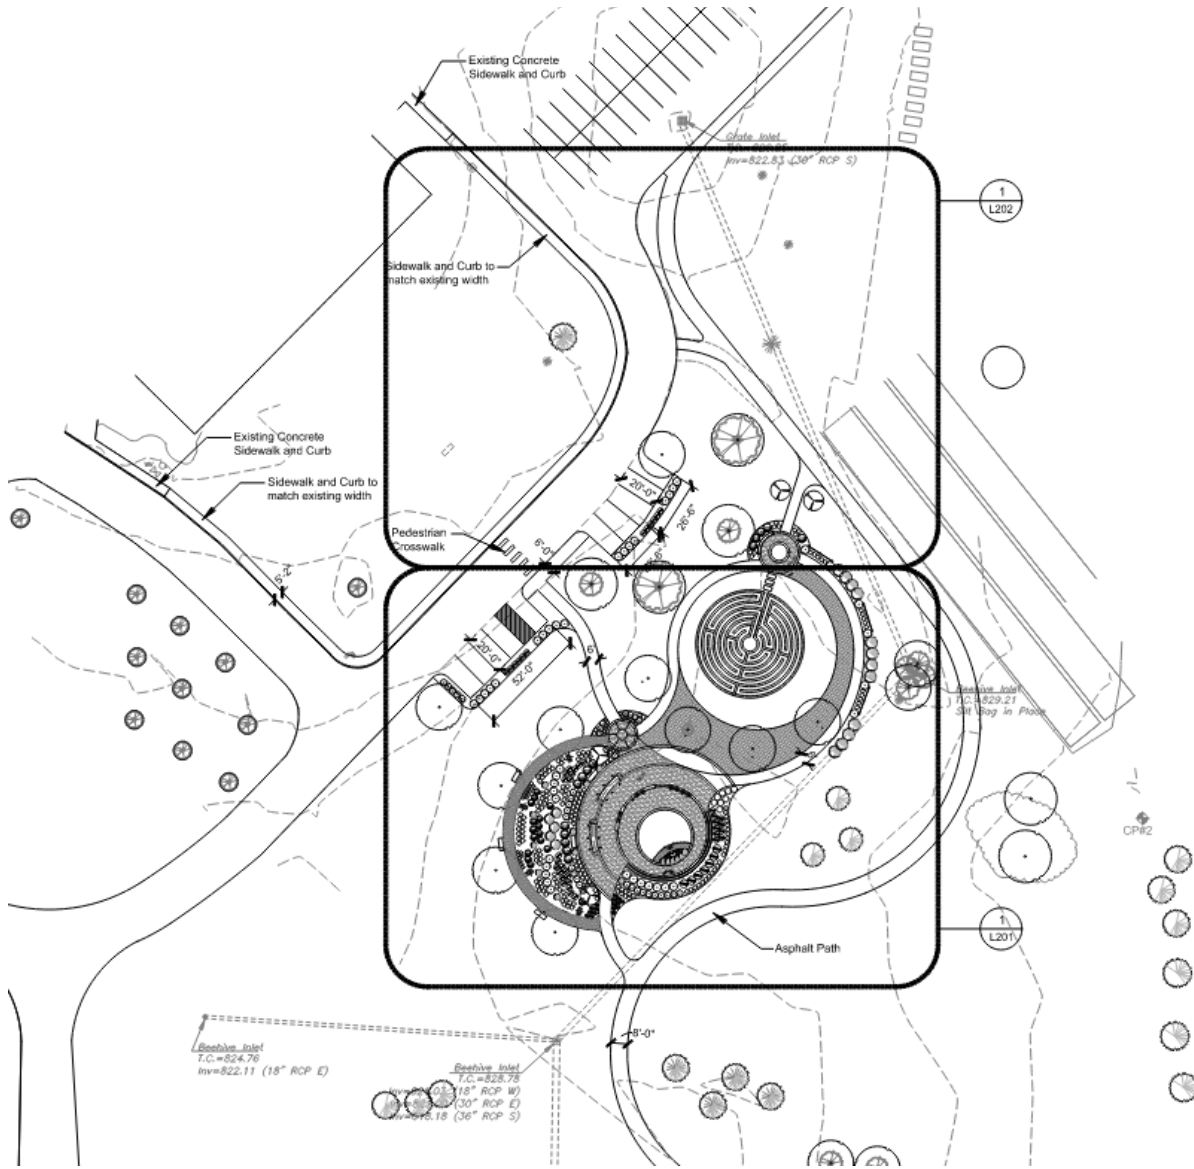 Existing Concrete
Sidewalk and Curb
Grate Inlet
Inv=822.83 (30" RCP S)
1
L202
Sidewalk and Curb to
match existing width
Existing Concrete
Sidewalk and Curb
Sidewalk and Curb to
match existing width
20'-0"
26'-6"
Pedestrian
Crosswalk
6'-0"
20'-0"
52'-0"
6'
Beehive Inlet
T.C.=829.21
Silt Bag in Place
CP#2
1
L201
Asphalt Path
8'-0"
Beehive Inlet
T.C.=824.76
Inv=822.11 (18" RCP E)
Beehive Inlet
T.C.=828.78
(18" RCP W)
(30" RCP E)
(36" RCP S)